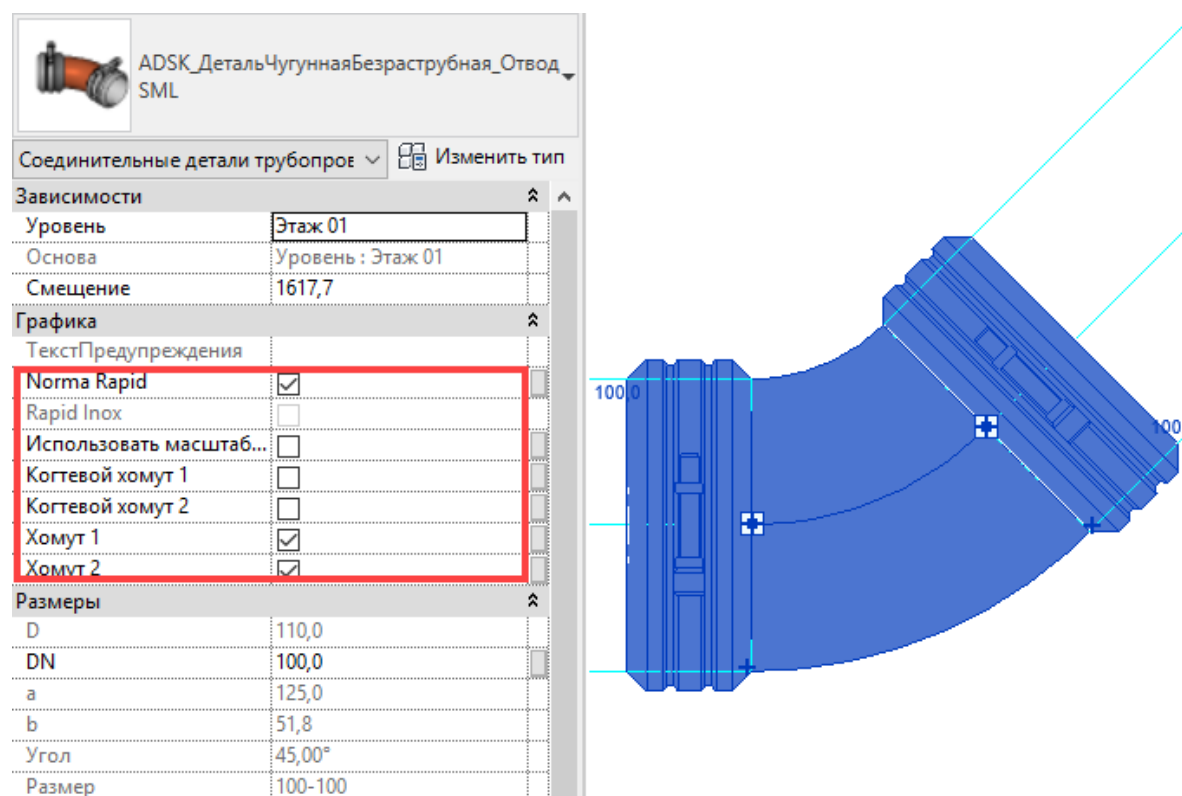 ADSK_ДетальЧугуннаяБезраструбная_Отвод
SML
Соединительные детали трубопров
Изменить тип
Зависимости
Уровень Этаж 01
Основа Уровень : Этаж 01
Смещение 1617,7
Графика
ТекстПредупреждения
Norma Rapid
Rapid Inox
Использовать масштаб...
Когтевой хомут 1
Когтевой хомут 2
Хомут 1
Хомут 2
Размеры
D 110,0
DN 100,0
a 125,0
b 51,8
Угол 45,00°
Размер 100-100
100,0
100